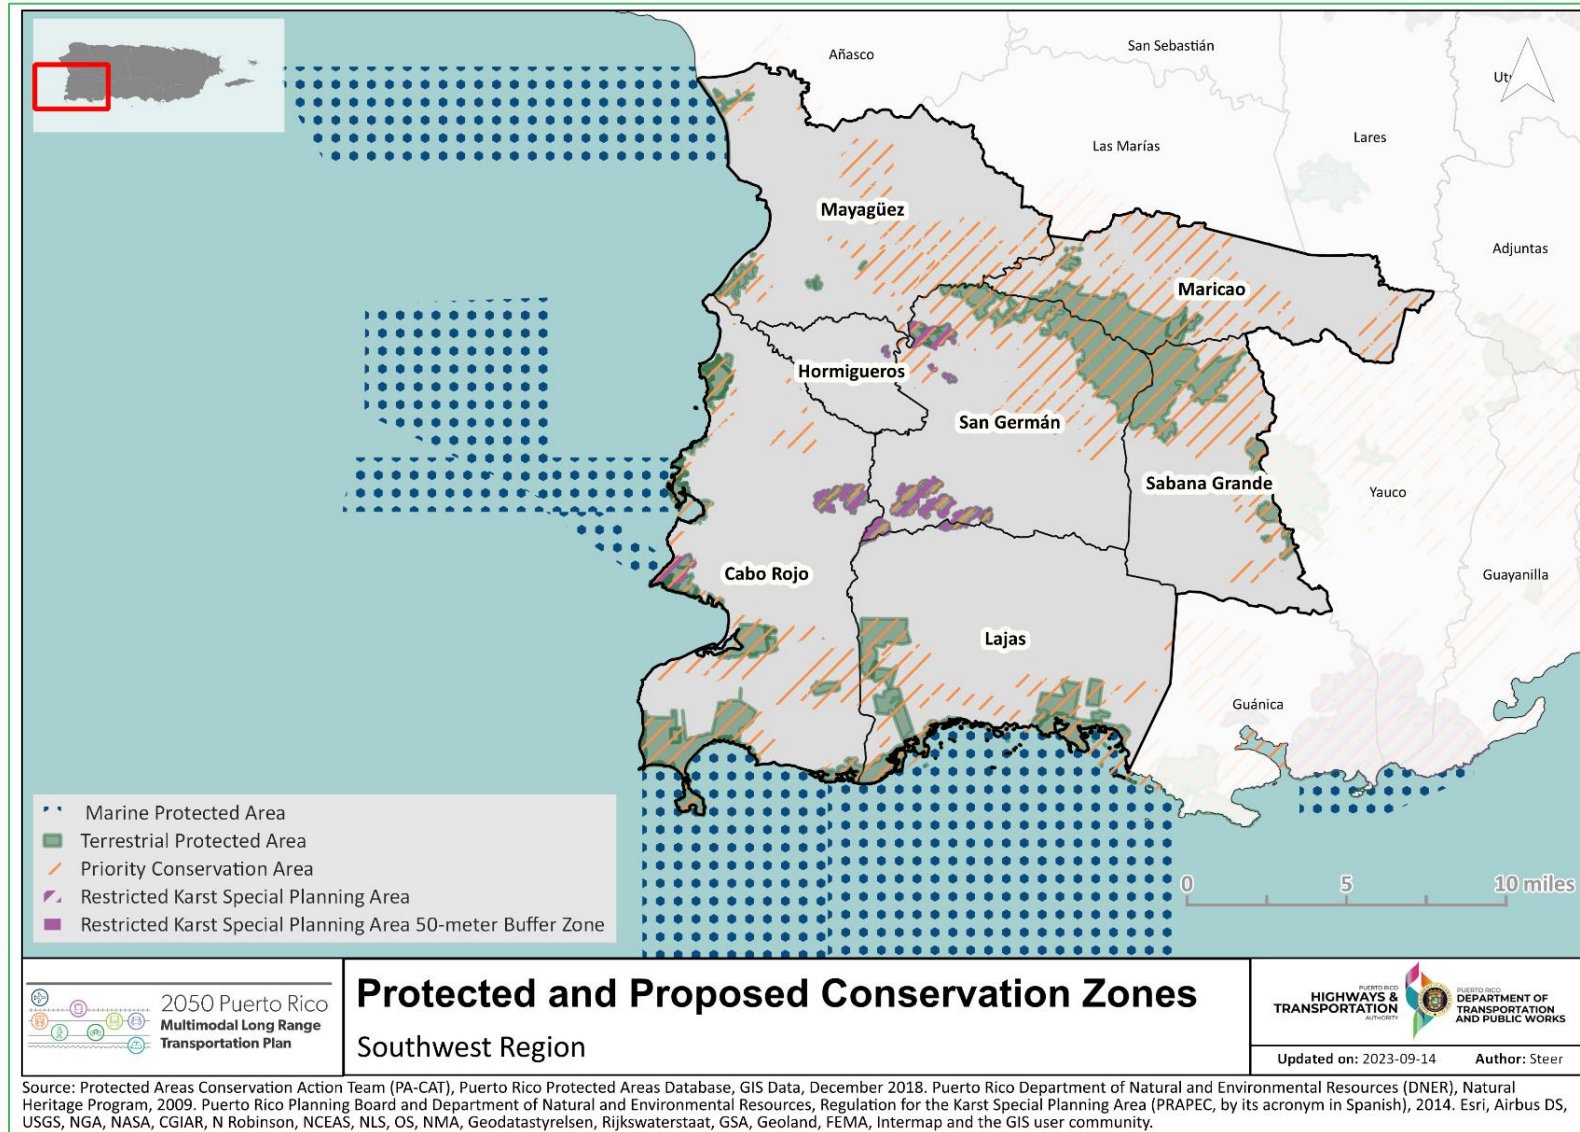 Añasco
San Sebastián
Las Marías
Lares
Mayagüez
Adjuntas
Maricao
Hormigueros
San Germán
Sabana Grande
Yauco
Cabo Rojo
Guayanilla
Lajas
Guánica
Marine Protected Area
Terrestrial Protected Area
Priority Conservation Area
Restricted Karst Special Planning Area
Restricted Karst Special Planning Area 50-meter Buffer Zone
0 5 10 miles
2050 Puerto Rico
Multimodal Long Range
Transportation Plan
Protected and Proposed Conservation Zones
Southwest Region
PUERTO RICO
HIGHWAYS &
TRANSPORTATION
AUTHORITY
PUERTO RICO
DEPARTMENT OF
TRANSPORTATION
AND PUBLIC WORKS
Updated on: 2023-09-14 Author: Steer
Source: Protected Areas Conservation Action Team (PA-CAT), Puerto Rico Protected Areas Database, GIS Data, December 2018. Puerto Rico Department of Natural and Environmental Resources (DNER), Natural
Heritage Program, 2009. Puerto Rico Planning Board and Department of Natural and Environmental Resources, Regulation for the Karst Special Planning Area (PRAPEC, by its acronym in Spanish), 2014. Esri, Airbus DS,
USGS, NGA, NASA, CGIAR, N Robinson, NCEAS, NLS, OS, NMA, Geodatastyrelsen, Rijkswaterstaat, GSA, Geoland, FEMA, Intermap and the GIS user community.